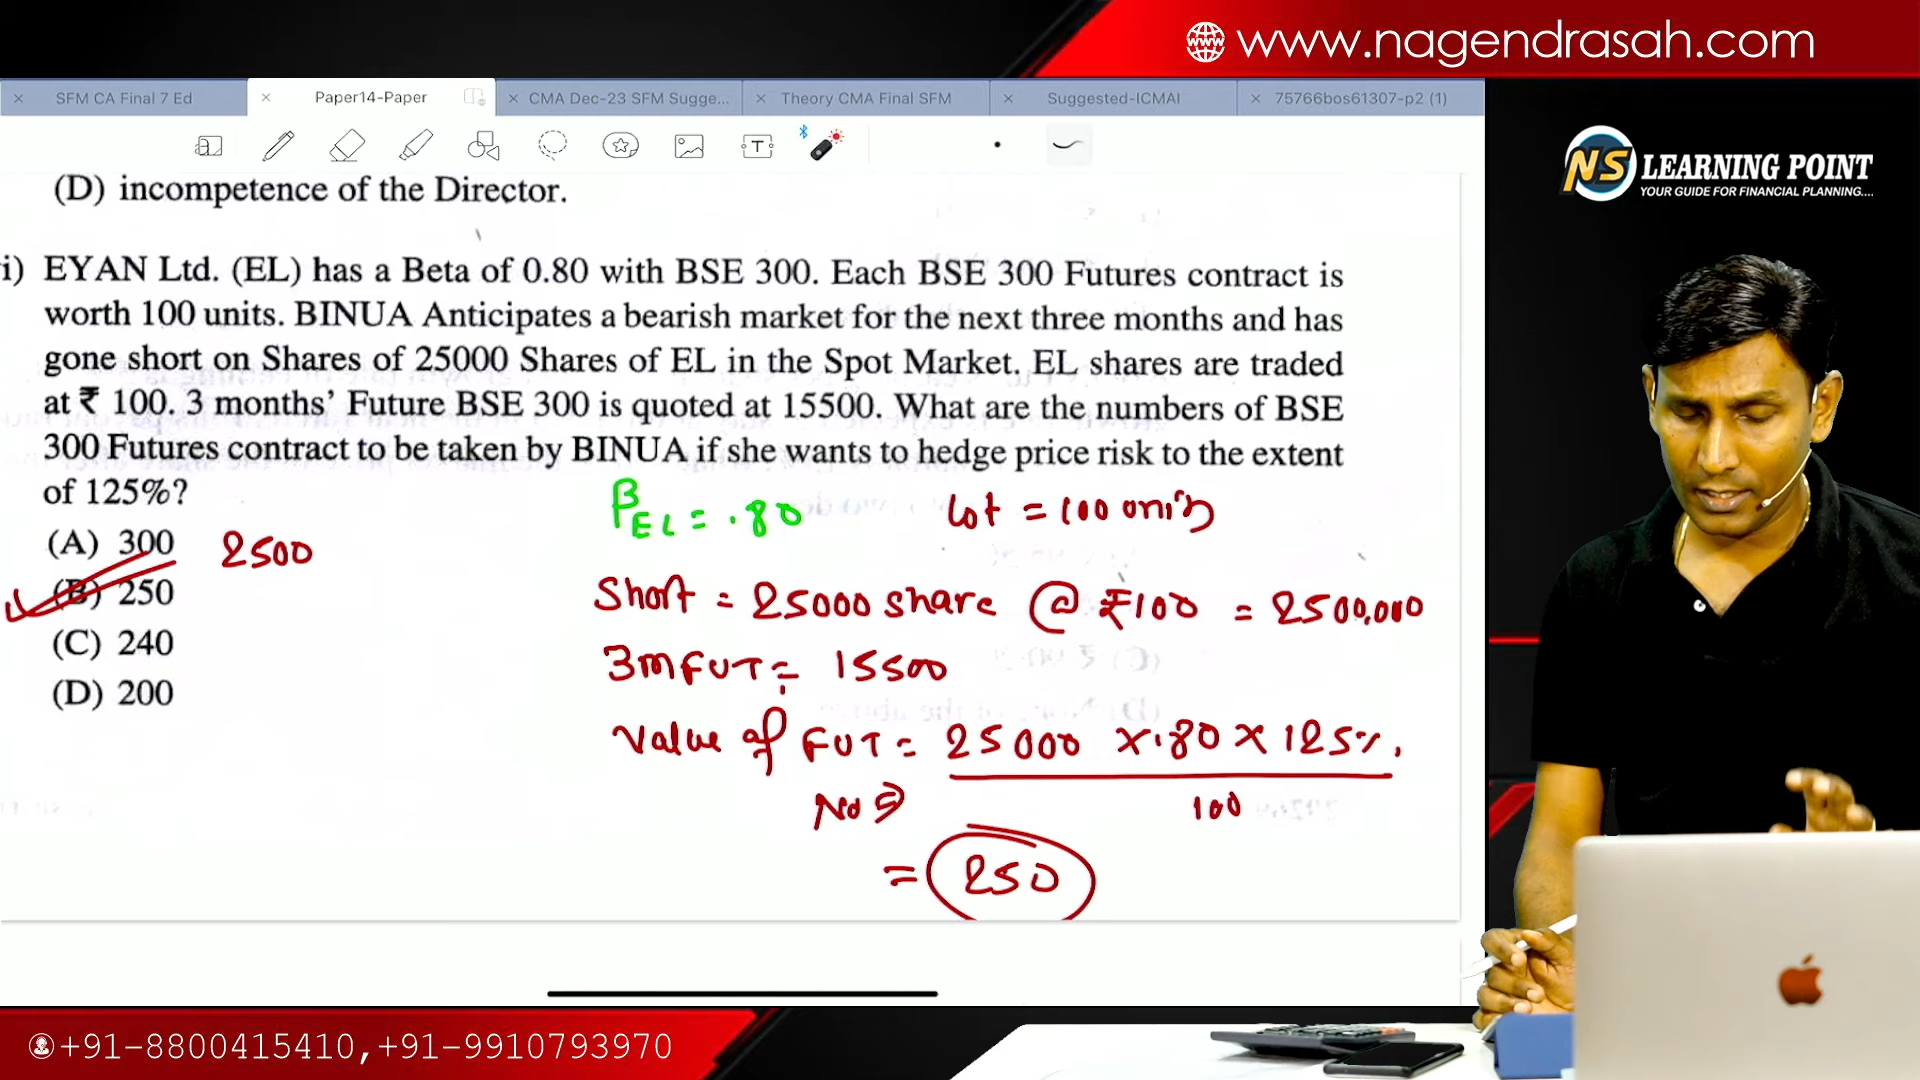 www.nagendrasah.com
SFM CA Final 7 Ed
Paper14-Paper
CMA Dec-23 SFM Sugge...
Theory CMA Final SFM
Suggested-ICMAI
75766bos61307-p2 (1)
NS LEARNING POINT
YOUR GUIDE FOR FINANCIAL PLANNING....
(D) incompetence of the Director.
i) EYAN Ltd. (EL) has a Beta of 0.80 with BSE 300. Each BSE 300 Futures contract is
worth 100 units. BINUA Anticipates a bearish market for the next three months and has
gone short on Shares of 25000 Shares of EL in the Spot Market. EL shares are traded
at ₹ 100. 3 months' Future BSE 300 is quoted at 15500. What are the numbers of BSE
300 Futures contract to be taken by BINUA if she wants to hedge price risk to the extent
of 125%?
βEL = .80
Lot = 100 units
(A) 300
2500
(B) 250
(C) 240
(D) 200
Short = 25000 share @ ₹100 = 2500,000
3m FUT = 15500
Value of FUT = 25000 x .80 x 125%
No ⇒ 100
= 250
+91-8800415410,+91-9910793970